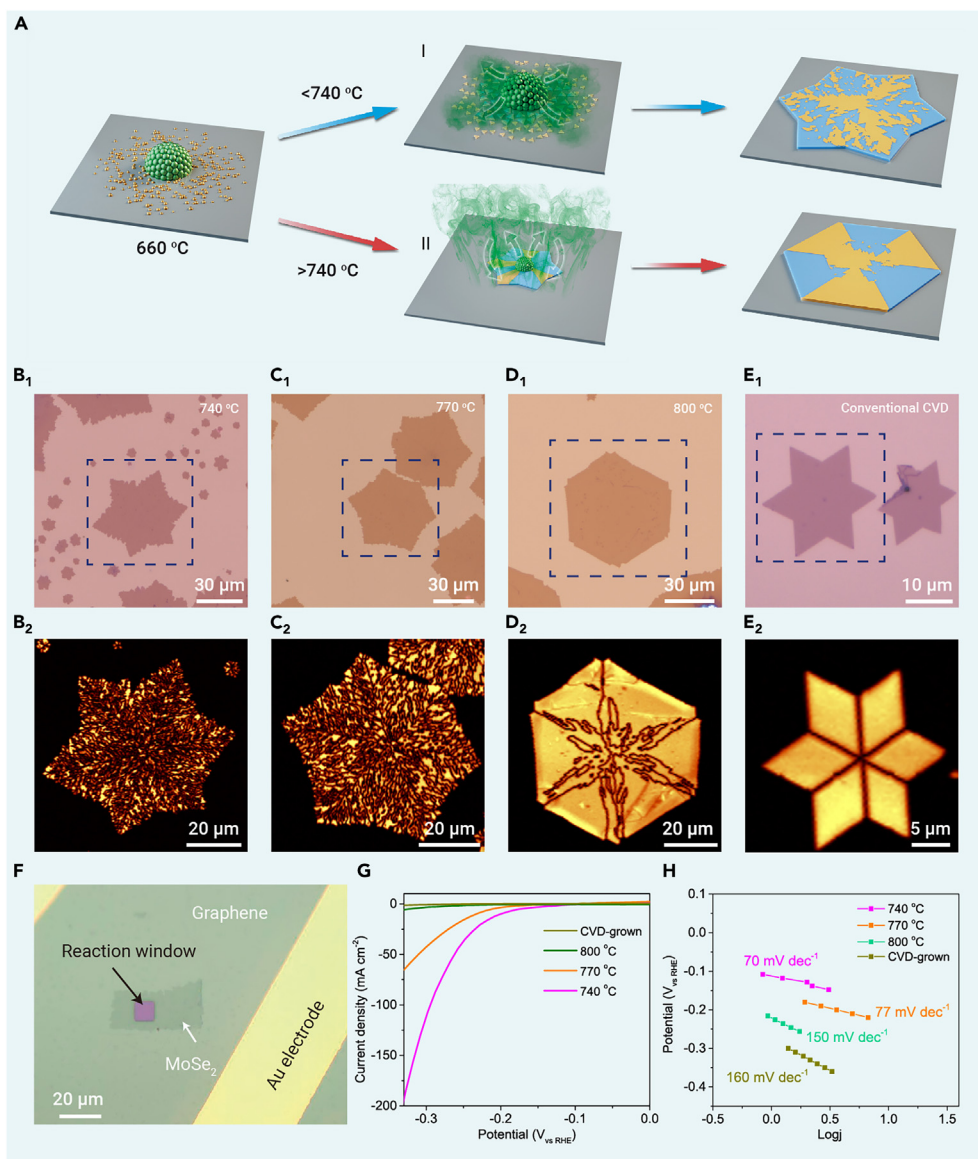 A
I
<740 °C
660 °C
II
>740 °C
B1
C1
D1
E1
740 °C
770 °C
800 °C
Conventional CVD
30 µm
30 µm
30 µm
10 µm
B2
C2
D2
E2
20 µm
20 µm
20 µm
5 µm
F
G
H
Graphene
Reaction window
MoSe2
Au electrode
20 µm
Current density (mA cm-2)
0
-50
-100
-150
-200
CVD-grown
800 °C
770 °C
740 °C
-0.3
-0.2
-0.1
0.0
Potential (Vvs RHE)
Potential (Vvs RHE)
0.1
0.0
-0.1
-0.2
-0.3
-0.4
740 °C
770 °C
800 °C
CVD-grown
70 mV dec-1
77 mV dec-1
150 mV dec-1
160 mV dec-1
-0.5
0.0
0.5
1.0
1.5
Logj